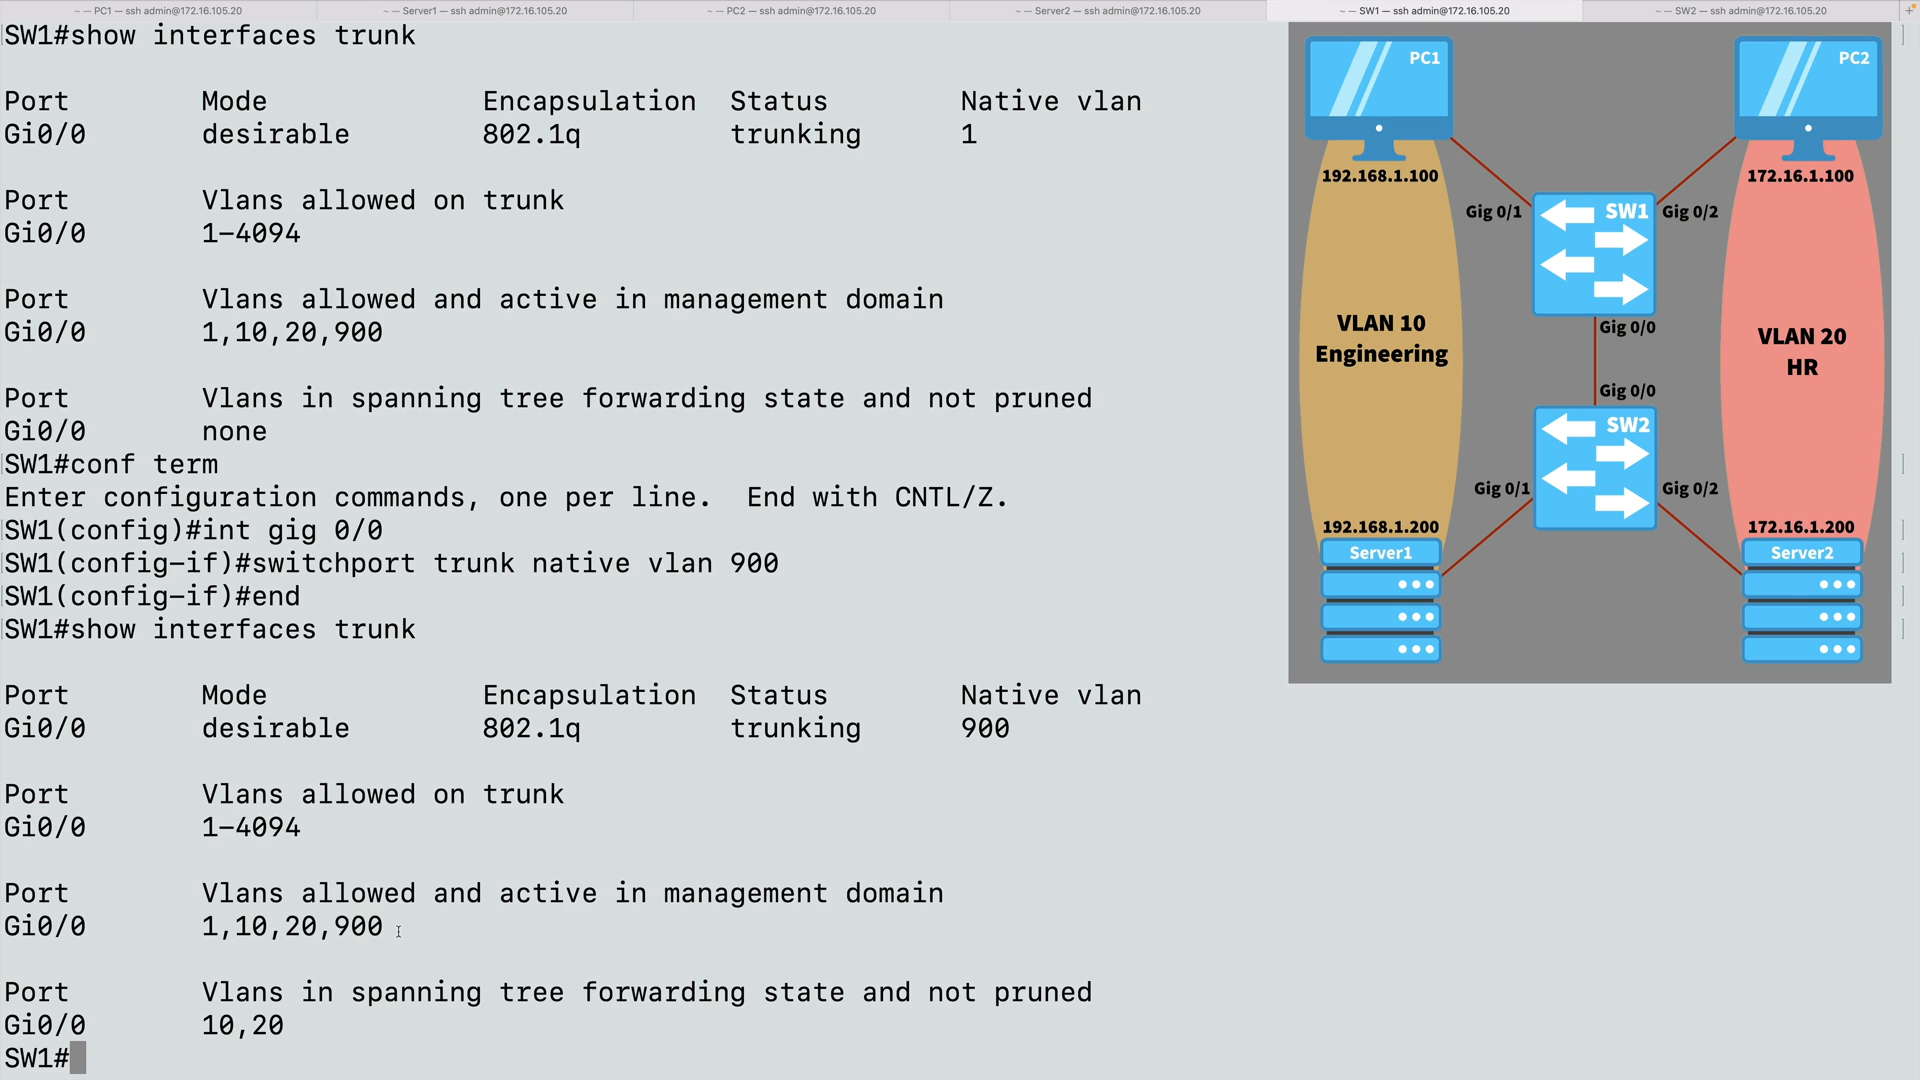 ~ — PC1 — ssh admin@172.16.105.20
~ — Server1 — ssh admin@172.16.105.20
~ — PC2 — ssh admin@172.16.105.20
~ — Server2 — ssh admin@172.16.105.20
~ — SW1 — ssh admin@172.16.105.20
~ — SW2 — ssh admin@172.16.105.20
+
SW1#show interfaces trunk
Port Mode Encapsulation Status Native vlan
Gi0/0 desirable 802.1q trunking 1
Port Vlans allowed on trunk
Gi0/0 1-4094
Port Vlans allowed and active in management domain
Gi0/0 1,10,20,900
Port Vlans in spanning tree forwarding state and not pruned
Gi0/0 none
SW1#conf term
Enter configuration commands, one per line. End with CNTL/Z.
SW1(config)#int gig 0/0
SW1(config-if)#switchport trunk native vlan 900
SW1(config-if)#end
SW1#show interfaces trunk
Port Mode Encapsulation Status Native vlan
Gi0/0 desirable 802.1q trunking 900
Port Vlans allowed on trunk
Gi0/0 1-4094
Port Vlans allowed and active in management domain
Gi0/0 1,10,20,900
Port Vlans in spanning tree forwarding state and not pruned
Gi0/0 10,20
SW1#
PC1
PC2
192.168.1.100
172.16.1.100
Gig 0/1
SW1
Gig 0/2
VLAN 10
Engineering
Gig 0/0
VLAN 20
HR
Gig 0/0
SW2
Gig 0/1
Gig 0/2
192.168.1.200
172.16.1.200
Server1
Server2